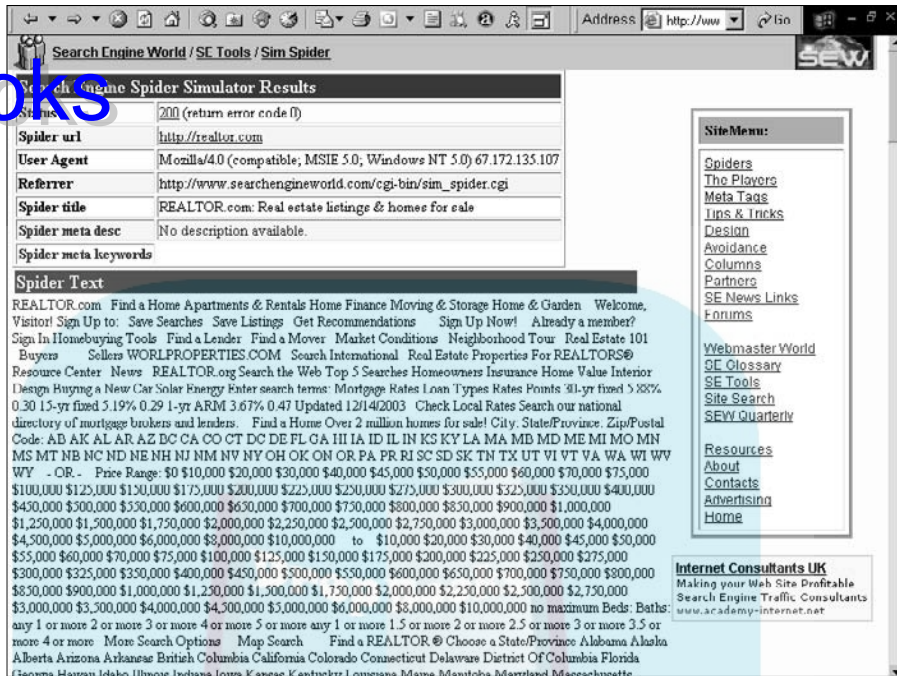 Address http://ww Go
Search Engine World / SE Tools / Sim Spider
SEW
oks
Search Engine Spider Simulator Results
Status 200 (return error code 0)
Spider url http://realtor.com
User Agent Mozilla/4.0 (compatible; MSIE 5.0; Windows NT 5.0) 67.172.135.107
Referrer http://www.searchengineworld.com/cgi-bin/sim_spider.cgi
Spider title REALTOR.com: Real estate listings & homes for sale
Spider meta desc No description available.
Spider meta keywords
Spider Text
REALTOR.com Find a Home Apartments & Rentals Home Finance Moving & Storage Home & Garden Welcome,
Visitor! Sign Up to: Save Searches Save Listings Get Recommendations Sign Up Now! Already a member?
Sign In Homebuying Tools Find a Lender Find a Mover Market Conditions Neighborhood Tour Real Estate 101
Buyers Sellers WORLPROPERTIES.COM Search International Real Estate Properties For REALTORS®
Resource Center News REALTOR.org Search the Web Top 5 Searches Homeowners Insurance Home Value Interior
Design Buying a New Car Solar Energy Enter search terms: Mortgage Rates Loan Types Rates Points 30-yr fixed 5.88%
0.30 15-yr fixed 5.19% 0.29 1-yr ARM 3.67% 0.47 Updated 12/14/2003 Check Local Rates Search our national
directory of mortgage brokers and lenders. Find a Home Over 2 million homes for sale! City: State/Province: Zip/Postal
Code: AB AK AL AR AZ BC CA CO CT DC DE FL GA HI IA ID IL IN KS KY LA MA MB MD ME MI MO MN
MS MT NB NC ND NE NH NJ NM NV NY OH OK ON OR PA PR RI SC SD SK TN TX UT VI VT VA WA WI WV
WY - OR - Price Range: $0 $10,000 $20,000 $30,000 $40,000 $45,000 $50,000 $55,000 $60,000 $70,000 $75,000
$100,000 $125,000 $150,000 $175,000 $200,000 $225,000 $250,000 $275,000 $300,000 $325,000 $350,000 $400,000
$450,000 $500,000 $550,000 $600,000 $650,000 $700,000 $750,000 $800,000 $850,000 $900,000 $1,000,000
$1,250,000 $1,500,000 $1,750,000 $2,000,000 $2,250,000 $2,500,000 $2,750,000 $3,000,000 $3,500,000 $4,000,000
$4,500,000 $5,000,000 $6,000,000 $8,000,000 $10,000,000 to $10,000 $20,000 $30,000 $40,000 $45,000 $50,000
$55,000 $60,000 $70,000 $75,000 $100,000 $125,000 $150,000 $175,000 $200,000 $225,000 $250,000 $275,000
$300,000 $325,000 $350,000 $400,000 $450,000 $500,000 $550,000 $600,000 $650,000 $700,000 $750,000 $800,000
$850,000 $900,000 $1,000,000 $1,250,000 $1,500,000 $1,750,000 $2,000,000 $2,250,000 $2,500,000 $2,750,000
$3,000,000 $3,500,000 $4,000,000 $4,500,000 $5,000,000 $6,000,000 $8,000,000 $10,000,000 no maximum Beds: Baths:
any 1 or more 2 or more 3 or more 4 or more 5 or more any 1 or more 1.5 or more 2 or more 2.5 or more 3 or more 3.5 or
more 4 or more More Search Options Map Search Find a REALTOR ® Choose a State/Province Alabama Alaska
Alberta Arizona Arkansas British Columbia California Colorado Connecticut Delaware District Of Columbia Florida
Georgia Hawaii Idaho Illinois Indiana Iowa Kansas Kentucky Louisiana Maine Manitoba Maryland Massachusetts
SiteMenu:
Spiders
The Players
Meta Tags
Tips & Tricks
Design
Avoidance
Columns
Partners
SE News Links
Forums
Webmaster World
SE Glossary
SE Tools
Site Search
SEW Quarterly
Resources
About
Contacts
Advertising
Home
Internet Consultants UK
Making your Web Site Profitable
Search Engine Traffic Consultants
www.academy-internet.net